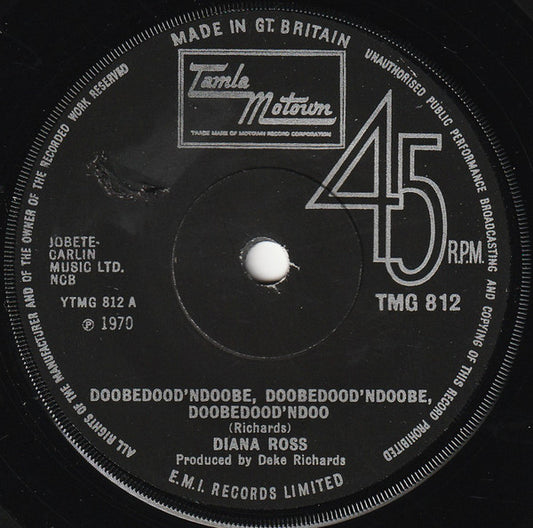 MADE IN GT. BRITAIN
UNAUTHORISED PUBLIC PERFORMANCE BROADCASTING AND COPYING OF THIS RECORD PROHIBITED
ALL RIGHTS OF THE MANUFACTURER AND OF THE OWNER OF THE RECORDED WORK RESERVED
Tamla
Motown
TRADE MARK OF MOTOWN RECORD CORPORATION
45
R.P.M.
JOBETE-
CARLIN
MUSIC LTD.
NCB
YTMG 812 A
℗ 1970
TMG 812
DOOBEDOOD'NDOOBE, DOOBEDOOD'NDOOBE,
DOOBEDOOD'NDOO
(Richards)
DIANA ROSS
Produced by Deke Richards
E.M.I. RECORDS LIMITED